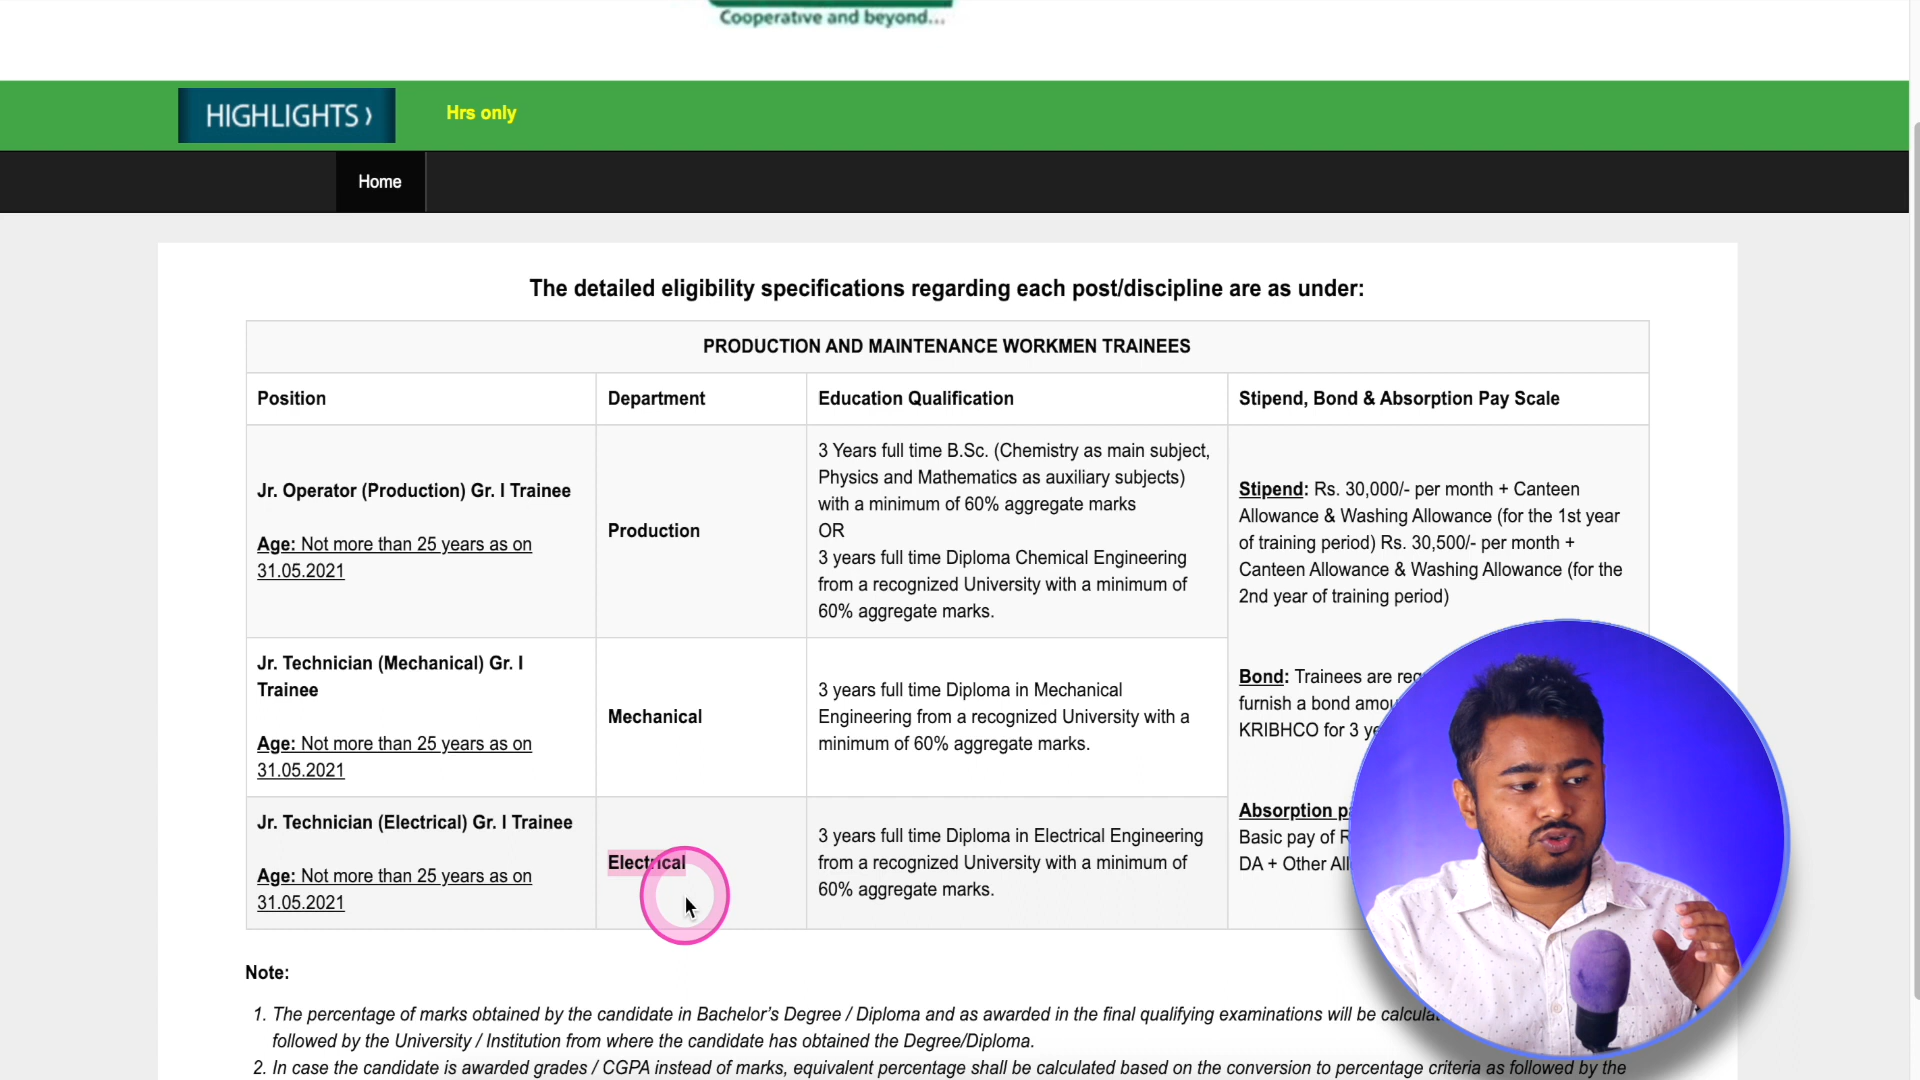 Cooperative and beyond...
HIGHLIGHTS ⟩
Hrs only
Home
The detailed eligibility specifications regarding each post/discipline are as under:
PRODUCTION AND MAINTENANCE WORKMEN TRAINEES
Position
Department
Education Qualification
Stipend, Bond & Absorption Pay Scale
Jr. Operator (Production) Gr. I Trainee
Age: Not more than 25 years as on
31.05.2021
Production
3 Years full time B.Sc. (Chemistry as main subject,
Physics and Mathematics as auxiliary subjects)
with a minimum of 60% aggregate marks
OR
3 years full time Diploma Chemical Engineering
from a recognized University with a minimum of
60% aggregate marks.
Stipend: Rs. 30,000/- per month + Canteen
Allowance & Washing Allowance (for the 1st year
of training period) Rs. 30,500/- per month +
Canteen Allowance & Washing Allowance (for the
2nd year of training period)
Bond: Trainees are
furnish a bond
KRIBHCO for 3
Absorption
Basic pay of
DA + Other
Jr. Technician (Mechanical) Gr. I
Trainee
Age: Not more than 25 years as on
31.05.2021
Mechanical
3 years full time Diploma in Mechanical
Engineering from a recognized University with a
minimum of 60% aggregate marks.
Jr. Technician (Electrical) Gr. I Trainee
Age: Not more than 25 years as on
31.05.2021
Electrical
3 years full time Diploma in Electrical Engineering
from a recognized University with a minimum of
60% aggregate marks.
Note:
1. The percentage of marks obtained by the candidate in Bachelor's Degree / Diploma and as awarded in the final qualifying examinations will be
followed by the University / Institution from where the candidate has obtained the Degree/Diploma.
2. In case the candidate is awarded grades / CGPA instead of marks, equivalent percentage shall be calculated based on the conversion to percentage criteria as followed by the